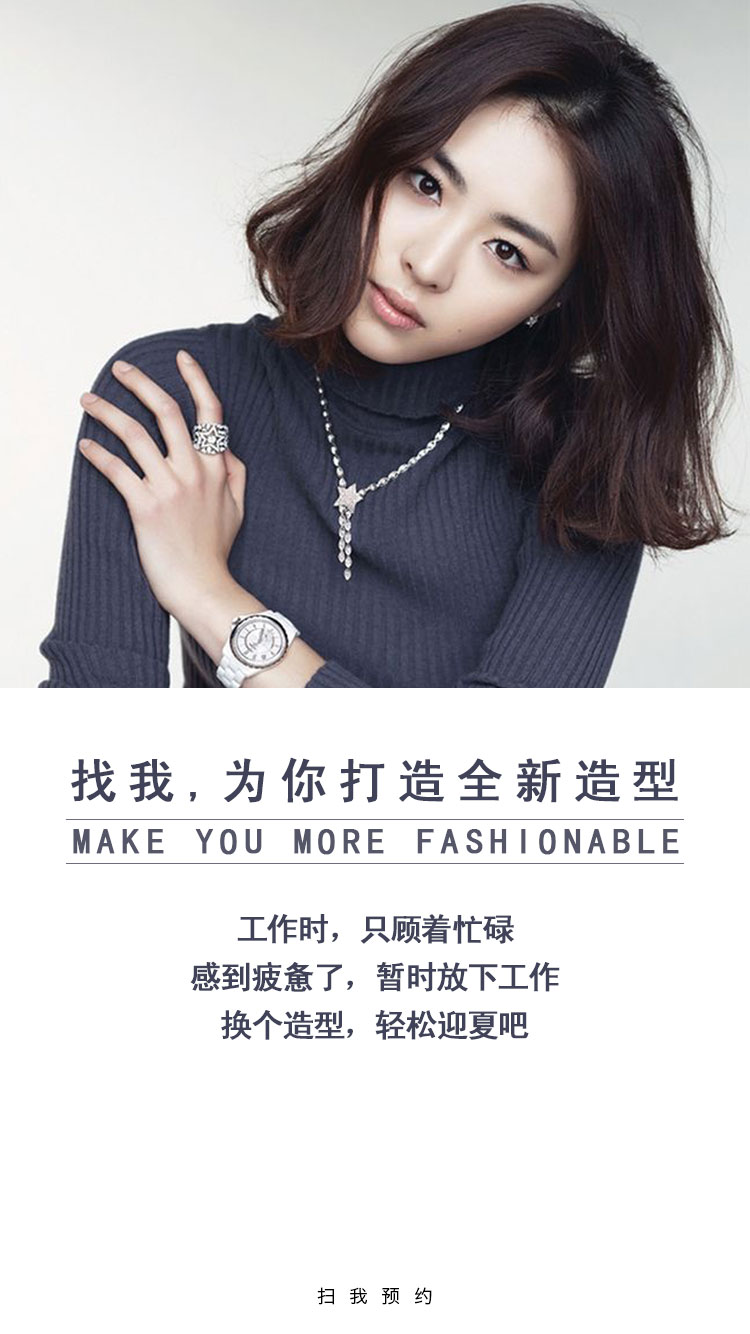 找我，为你打造全新造型
MAKE YOU MORE FASHIONABLE
工作时，只顾着忙碌
感到疲惫了，暂时放下工作
换个造型，轻松迎夏吧
扫我预约